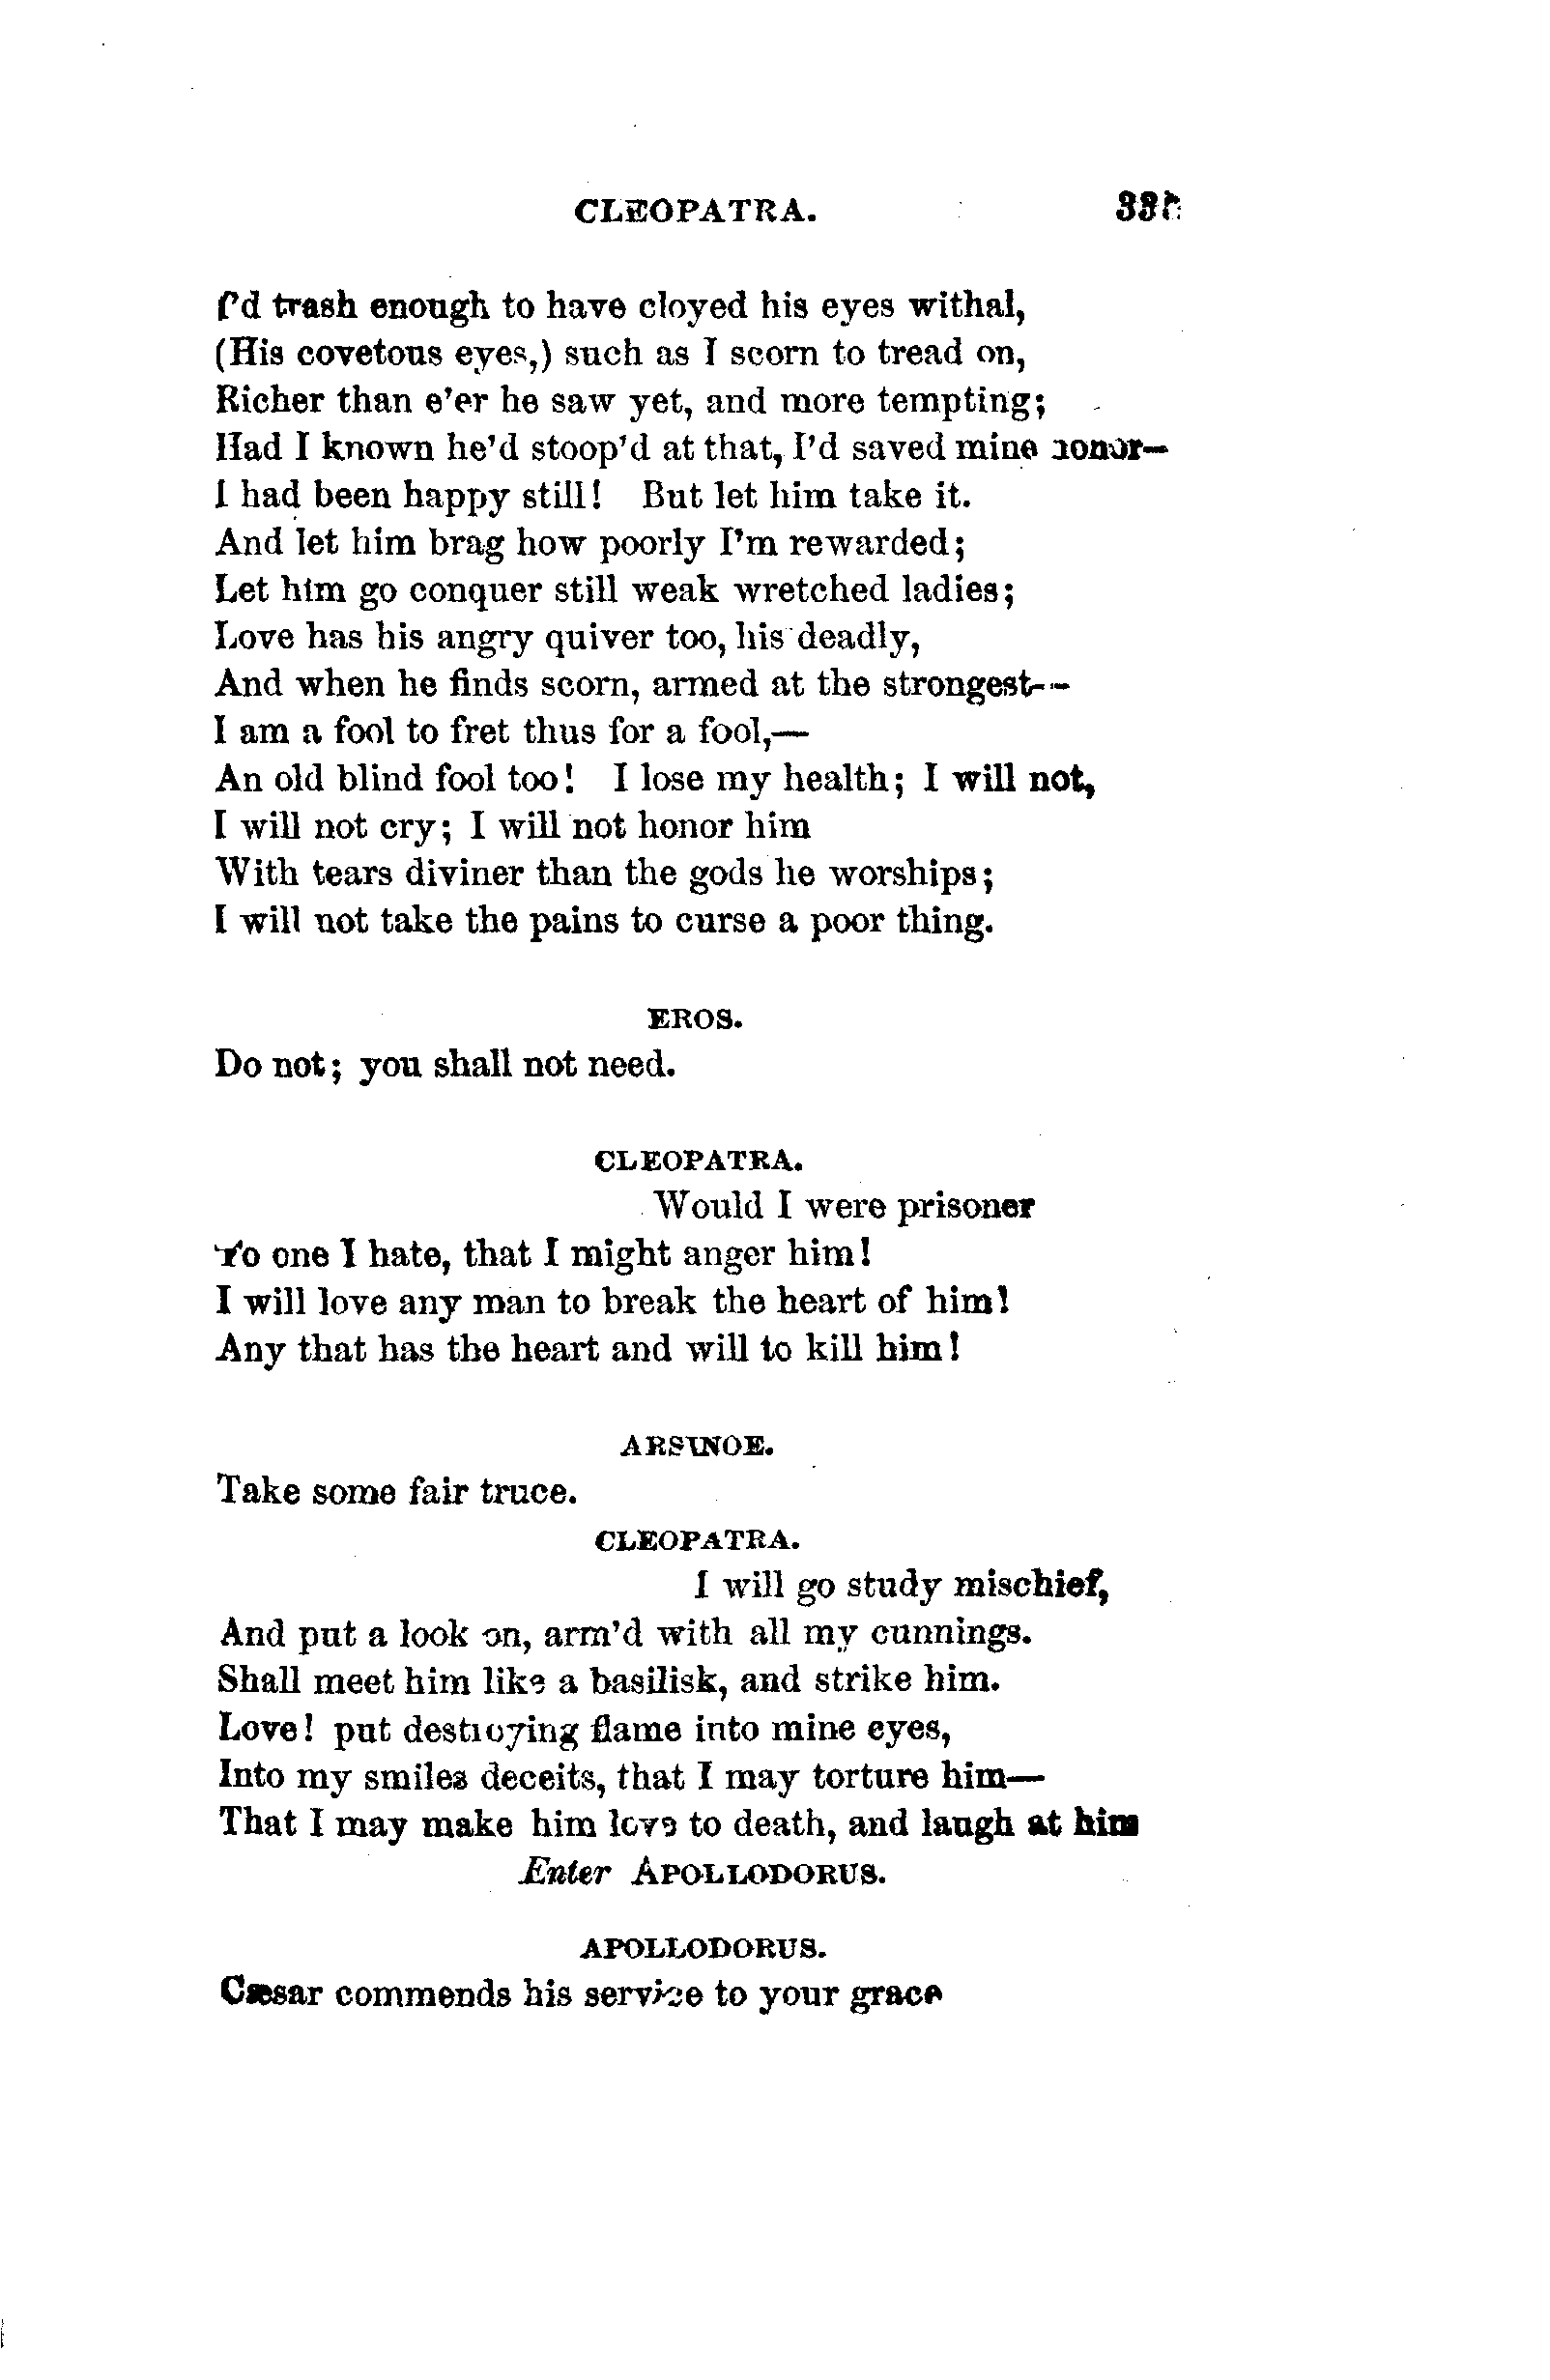 CLEOPATRA. 335
I'd trash enough to have cloyed his eyes withal,
(His covetous eyes,) such as I scorn to tread on,
Richer than e'er he saw yet, and more tempting;
Had I known he'd stoop'd at that, I'd saved mine honor—
I had been happy still! But let him take it.
And let him brag how poorly I'm rewarded;
Let him go conquer still weak wretched ladies;
Love has his angry quiver too, his deadly,
And when he finds scorn, armed at the strongest—
I am a fool to fret thus for a fool,—
An old blind fool too! I lose my health; I will not,
I will not cry; I will not honor him
With tears diviner than the gods he worships;
I will not take the pains to curse a poor thing.
EROS.
Do not; you shall not need.
CLEOPATRA.
Would I were prisoner
To one I hate, that I might anger him!
I will love any man to break the heart of him!
Any that has the heart and will to kill him!
ARSINOE.
Take some fair truce.
CLEOPATRA.
I will go study mischief,
And put a look on, arm'd with all my cunnings.
Shall meet him like a basilisk, and strike him.
Love! put destroying flame into mine eyes,
Into my smiles deceits, that I may torture him—
That I may make him love to death, and laugh at him
Enter APOLLODORUS.
APOLLODORUS.
Cæsar commends his service to your grace